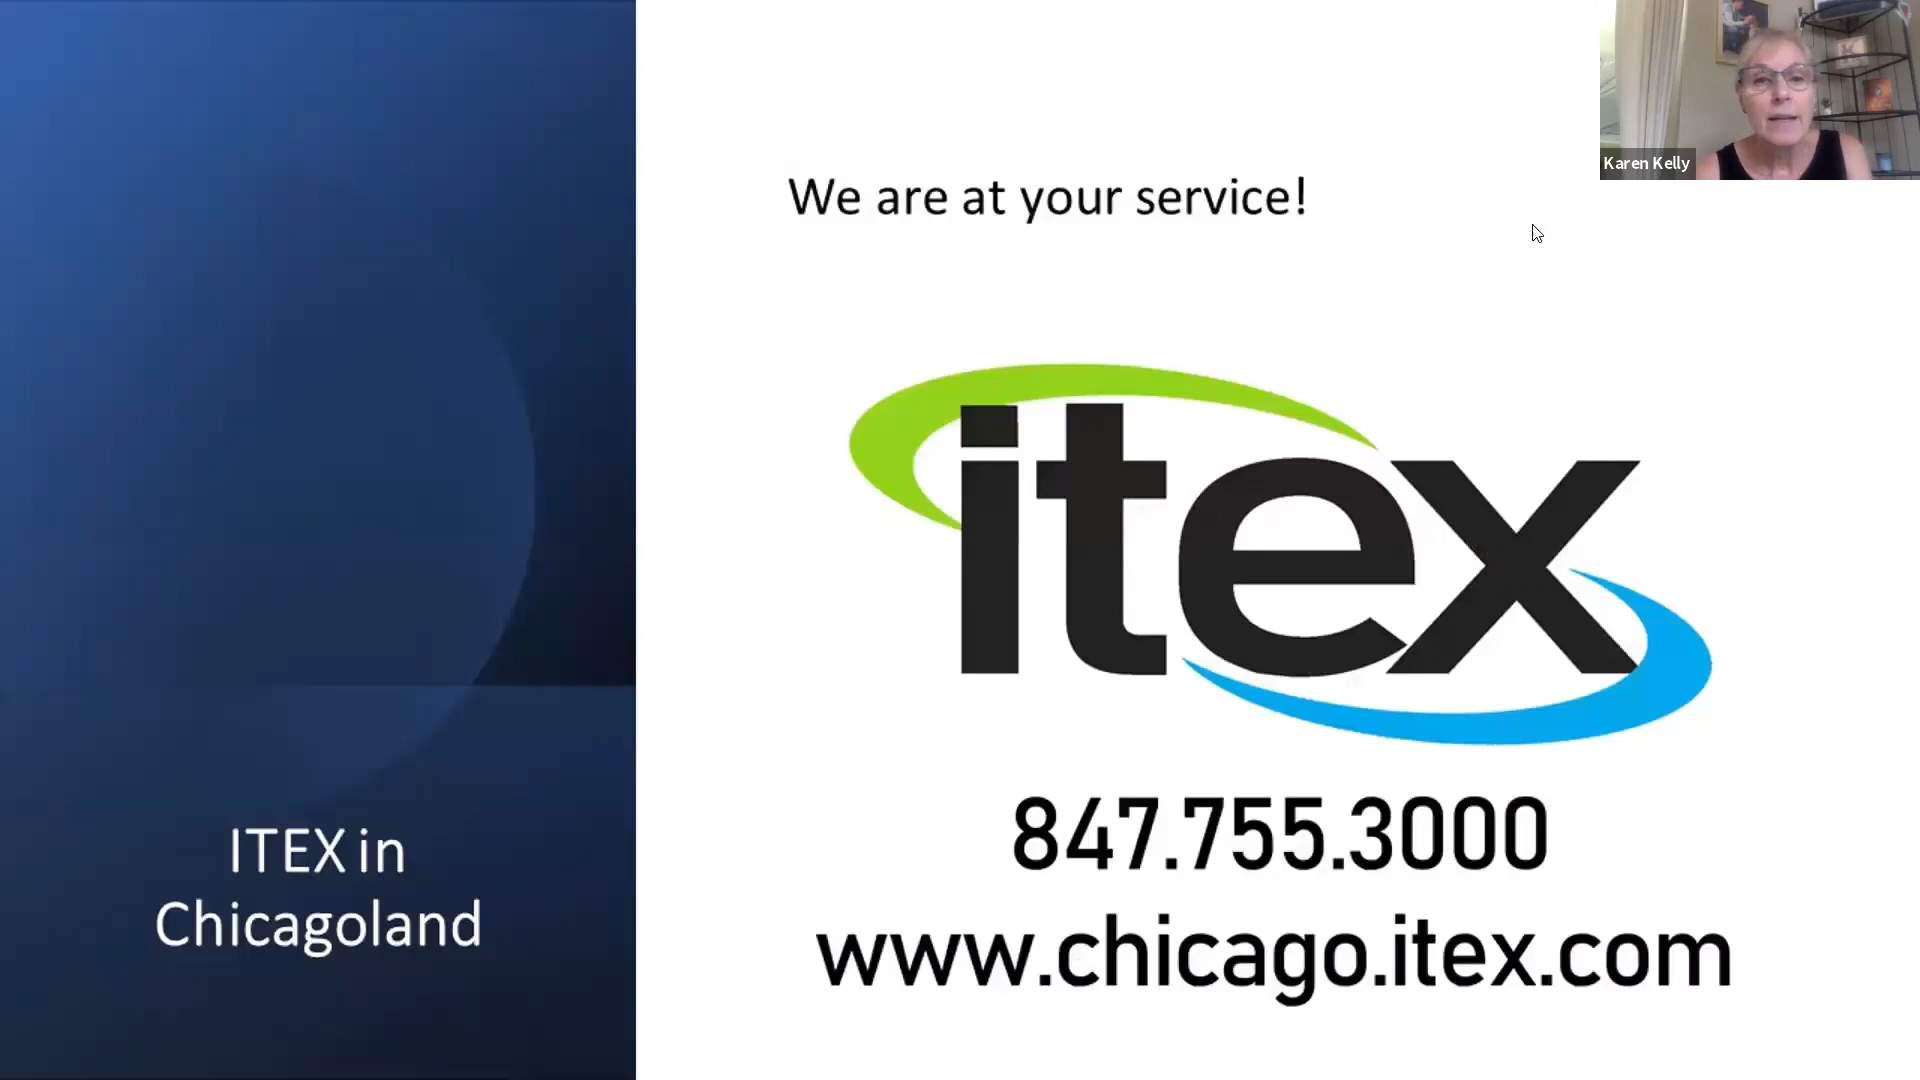 Karen Kelly
We are at your service!
itex
847.755.3000
www.chicago.itex.com
ITEX in
Chicagoland